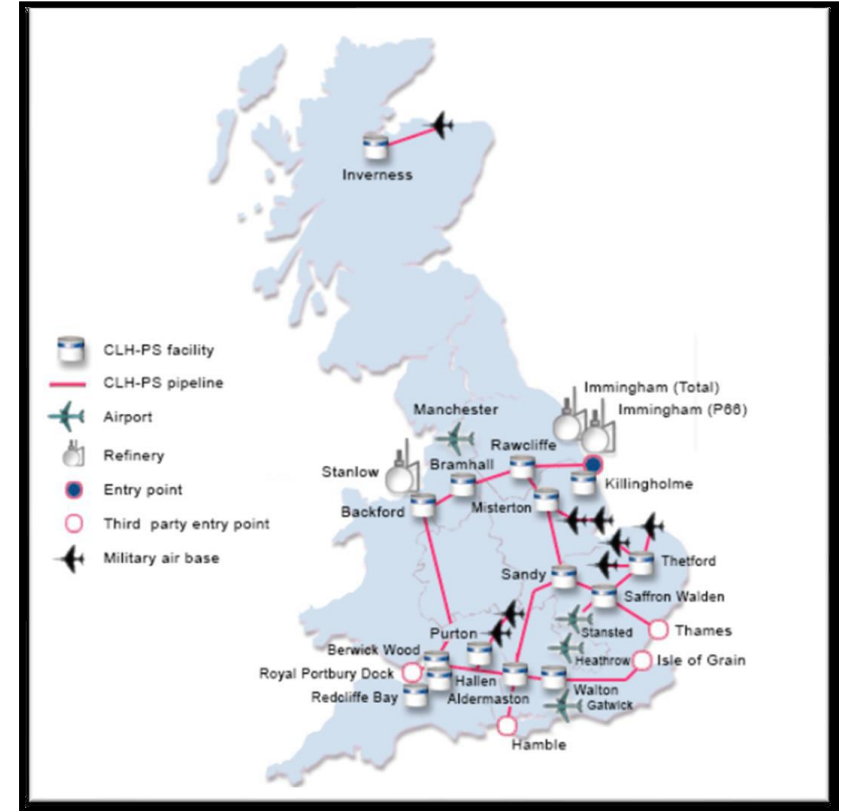 Inverness
CLH-PS facility
CLH-PS pipeline
Airport
Refinery
Entry point
Third party entry point
Military air base
Immingham (Total)
Immingham (P66)
Manchester
Rawcliffe
Stanlow
Bramhall
Killingholme
Backford
Misterton
Thetford
Sandy
Saffron Walden
Purton
Stansted
Thames
Berwick Wood
Heathrow
Isle of Grain
Royal Portbury Dock
Hallen
Redcliffe Bay
Aldermaston
Walton
Gatwick
Hamble